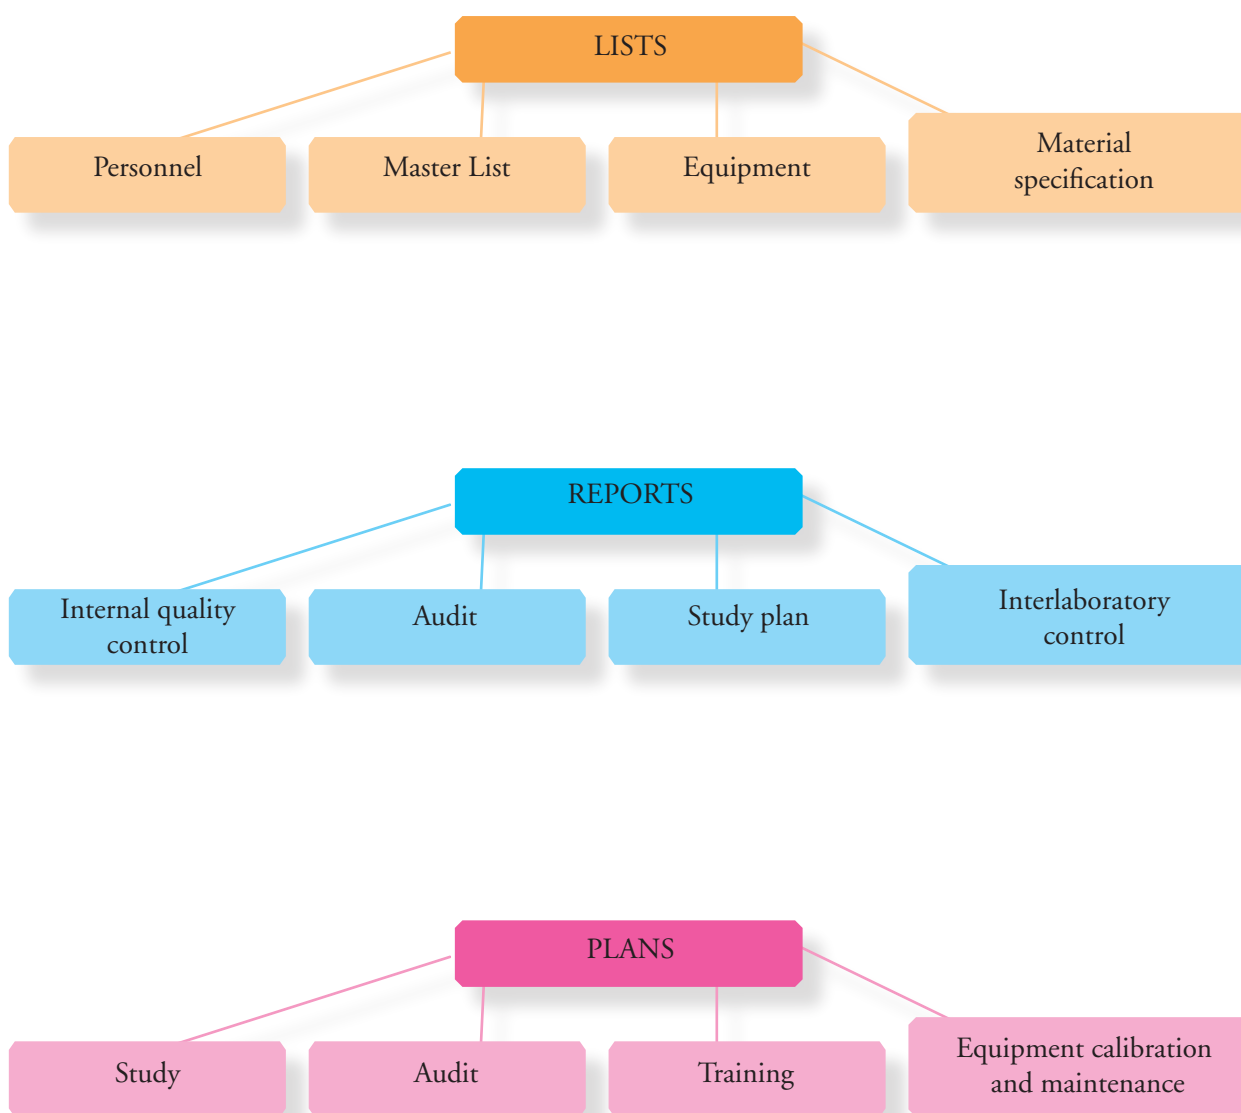 LISTS
Personnel
Master List
Equipment
Material
specification
REPORTS
Internal quality
control
Audit
Study plan
Interlaboratory
control
PLANS
Study
Audit
Training
Equipment calibration
and maintenance